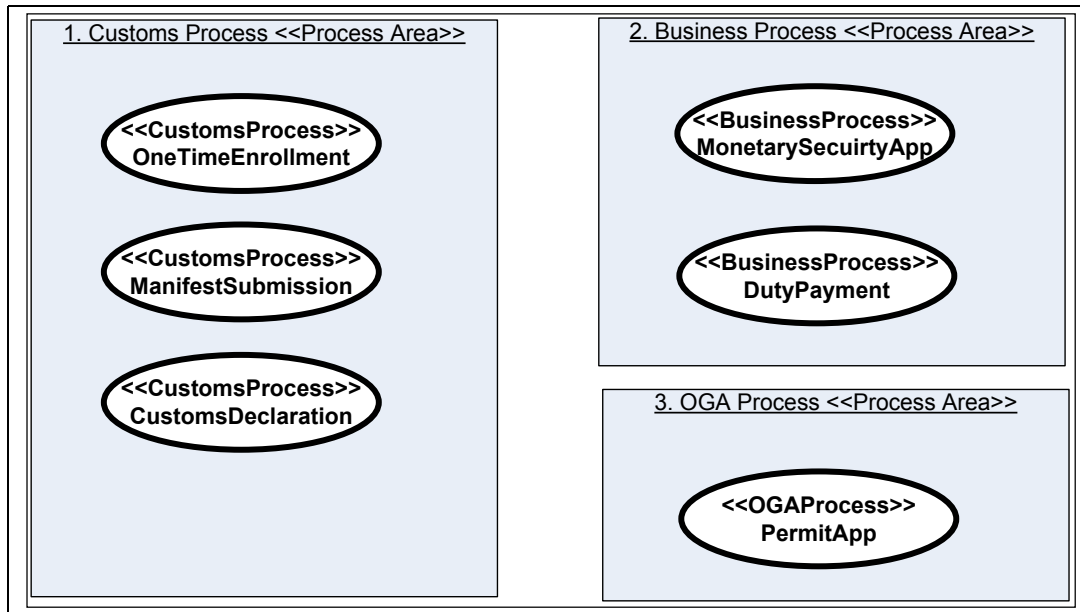 1. Customs Process <<Process Area>>
<<CustomsProcess>>
OneTimeEnrollment
<<CustomsProcess>>
ManifestSubmission
<<CustomsProcess>>
CustomsDeclaration
2. Business Process <<Process Area>>
<<BusinessProcess>>
MonetarySecuirtyApp
<<BusinessProcess>>
DutyPayment
3. OGA Process <<Process Area>>
<<OGAProcess>>
PermitApp